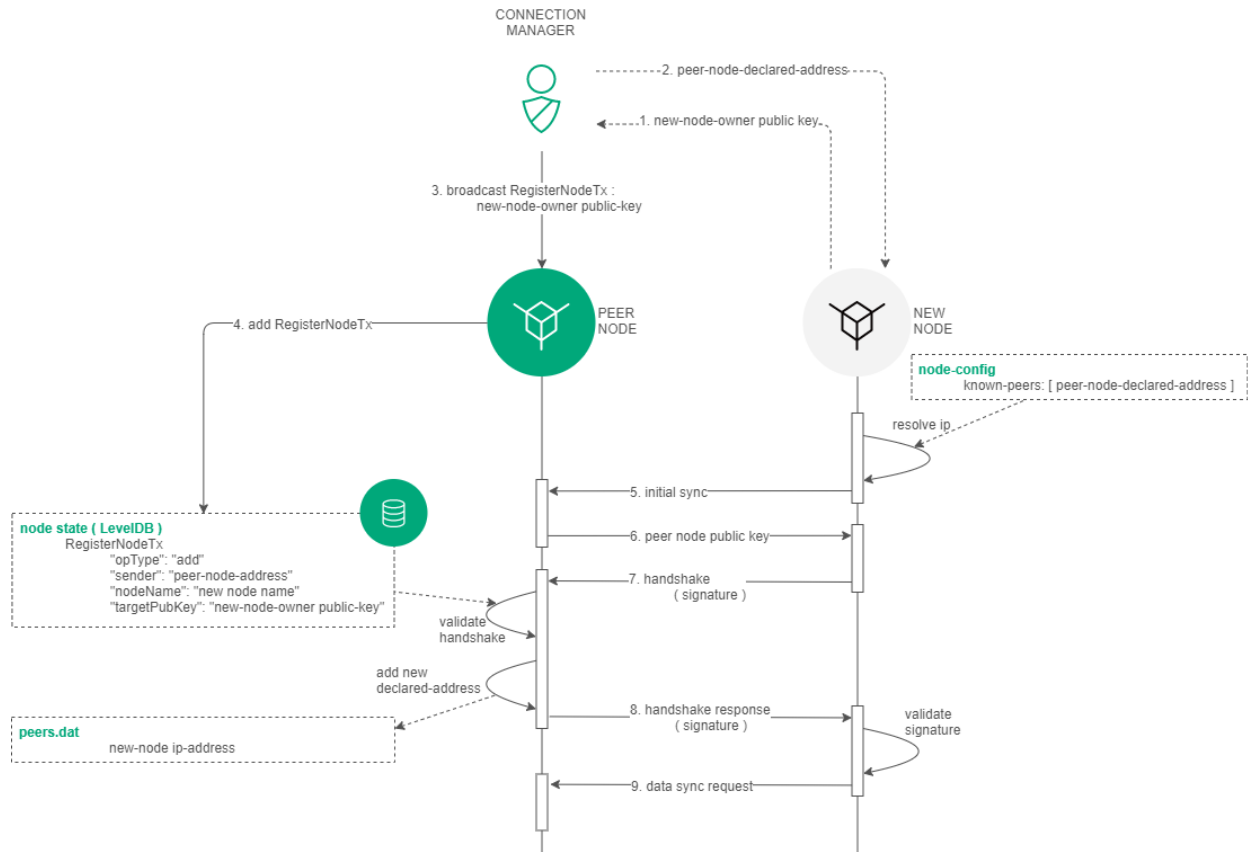 CONNECTION
MANAGER
2. peer-node-declared-address
1. new-node-owner public key
3. broadcast RegisterNodeTx :
new-node-owner public-key
PEER
NODE
NEW
NODE
4. add RegisterNodeTx
node-config
known-peers: [ peer-node-declared-address ]
resolve ip
5. initial sync
node state ( LevelDB )
RegisterNodeTx
"opType": "add"
"sender": "peer-node-address"
"nodeName": "new node name"
"targetPubKey": "new-node-owner public-key"
6. peer node public key
7. handshake
( signature )
validate
handshake
add new
declared-address
8. handshake response
( signature )
validate
signature
peers.dat
new-node ip-address
9. data sync request